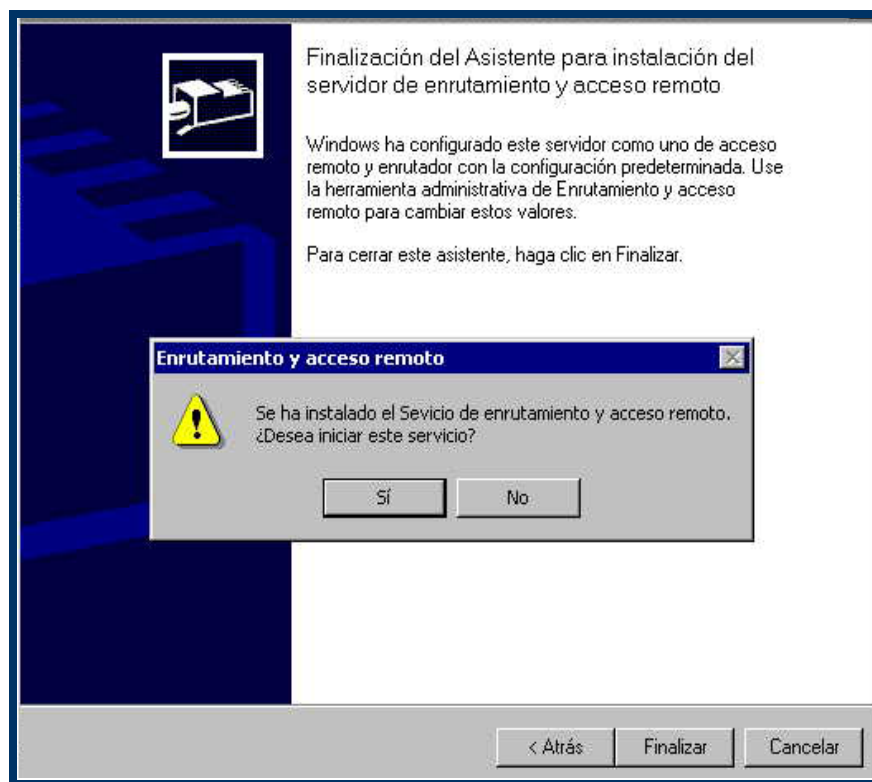 Finalización del Asistente para instalación del
servidor de enrutamiento y acceso remoto
Windows ha configurado este servidor como uno de acceso
remoto y enrutador con la configuración predeterminada. Use
la herramienta administrativa de Enrutamiento y acceso
remoto para cambiar estos valores.
Para cerrar este asistente, haga clic en Finalizar.
Enrutamiento y acceso remoto
Se ha instalado el Sevicio de enrutamiento y acceso remoto.
¿Desea iniciar este servicio?
Sí No
< Atrás Finalizar Cancelar